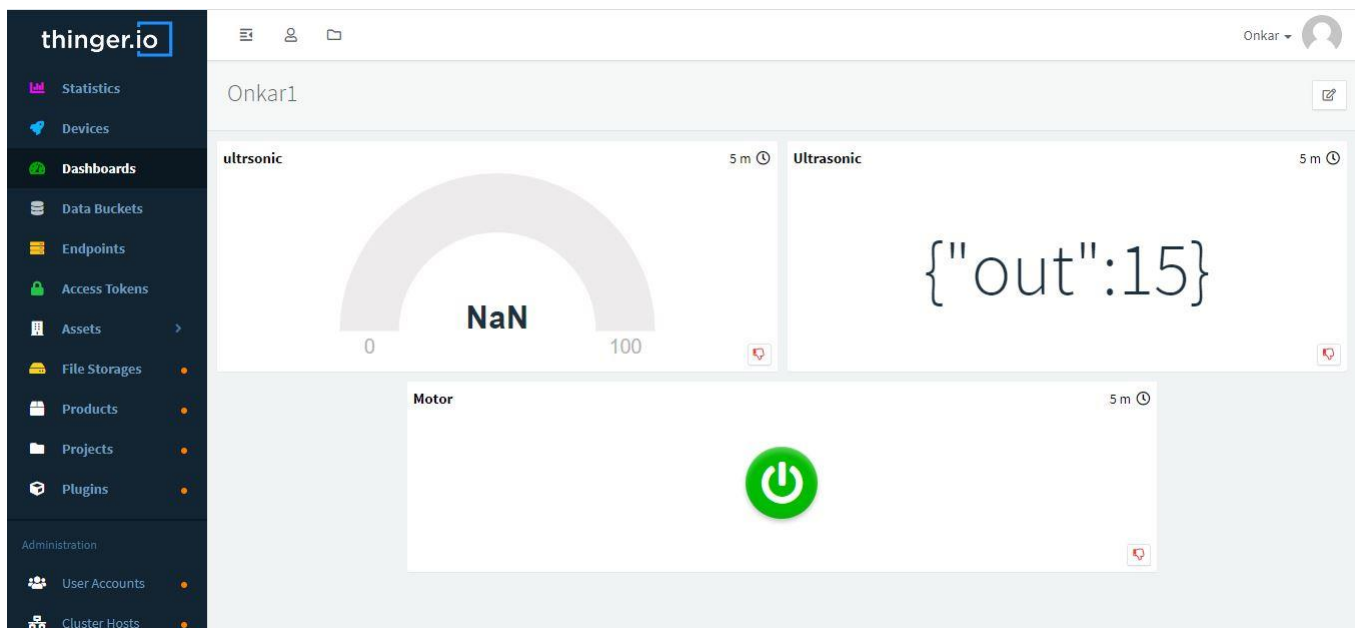 thinger.io
Onkar
Statistics
Devices
Dashboards
Data Buckets
Endpoints
Access Tokens
Assets
File Storages
Products
Projects
Plugins
Administration
User Accounts
Cluster Hosts
Onkar1
ultrsonic 5 m
NaN
0 100
Ultrasonic 5 m
{"out":15}
Motor 5 m